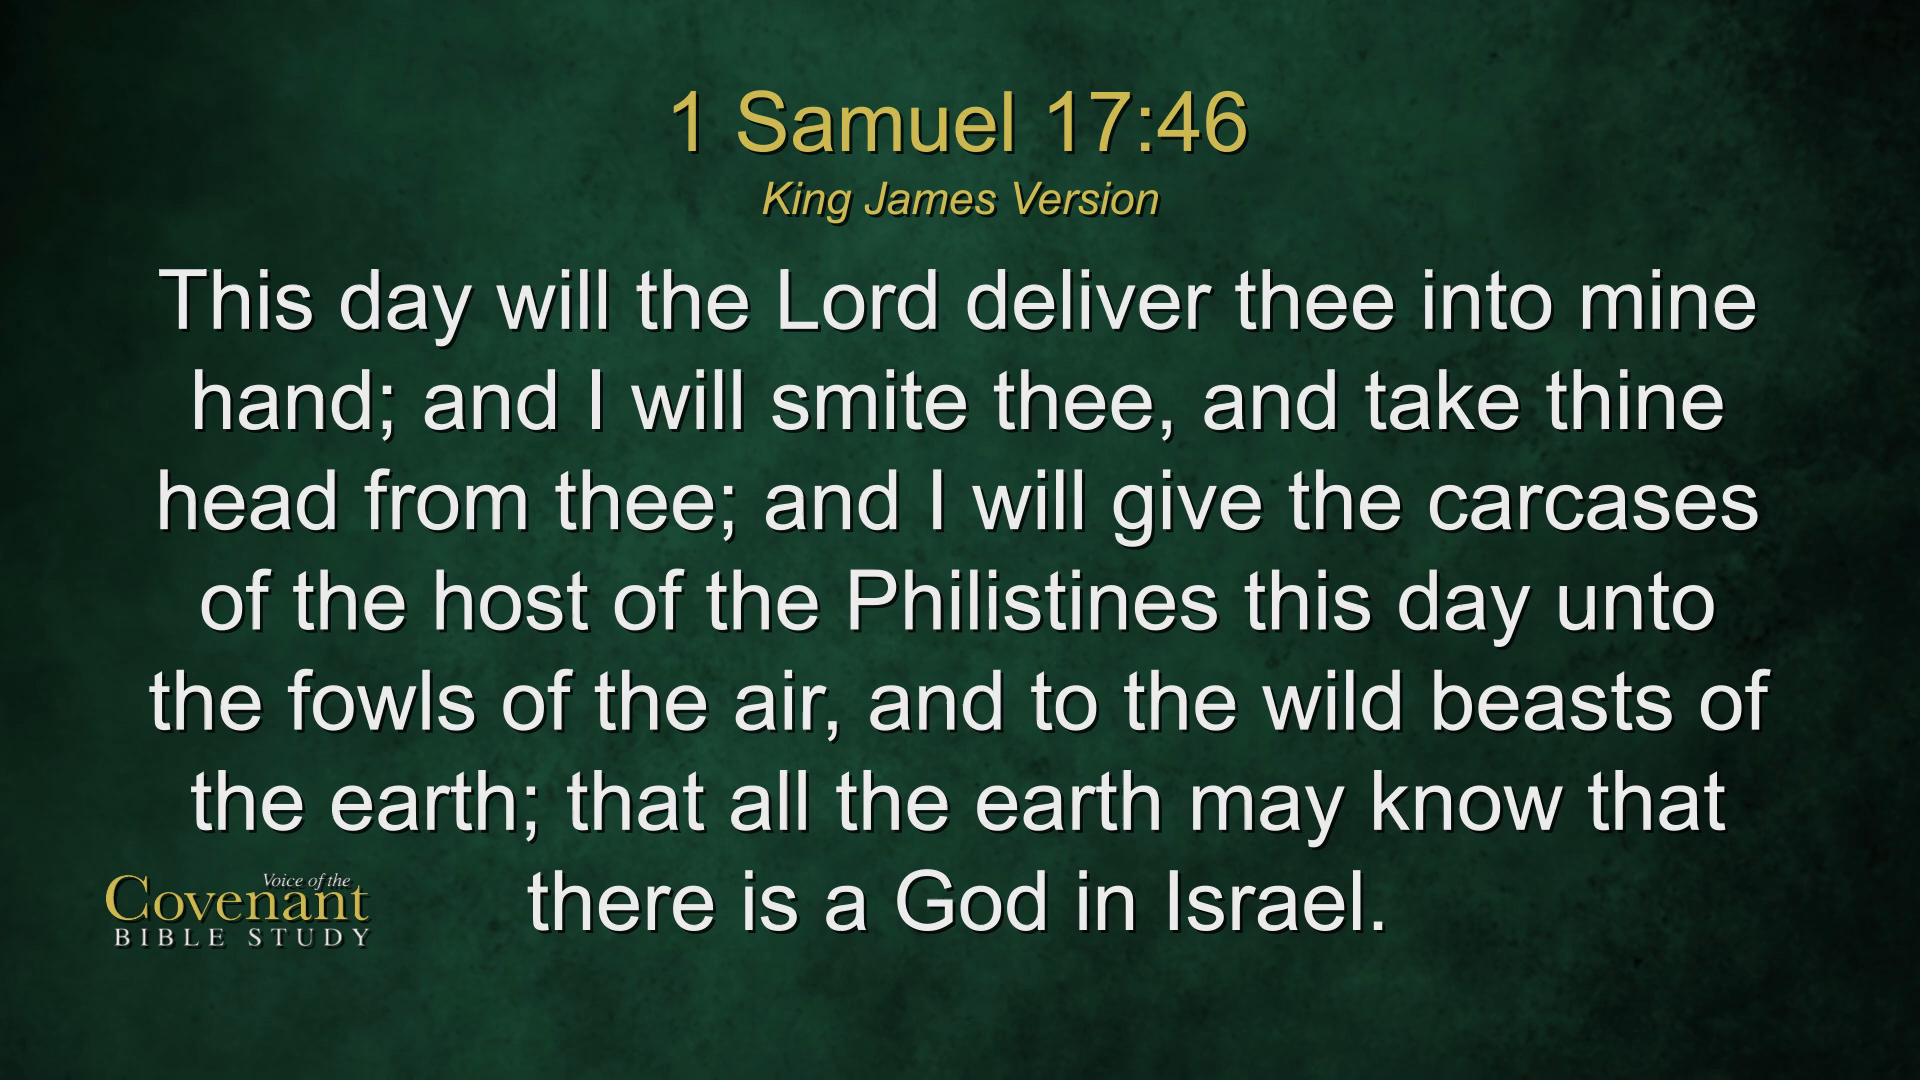 1 Samuel 17:46
King James Version
This day will the Lord deliver thee into mine
hand; and I will smite thee, and take thine
head from thee; and I will give the carcases
of the host of the Philistines this day unto
the fowls of the air, and to the wild beasts of
the earth; that all the earth may know that
there is a God in Israel.
Voice of the
Covenant
BIBLE STUDY